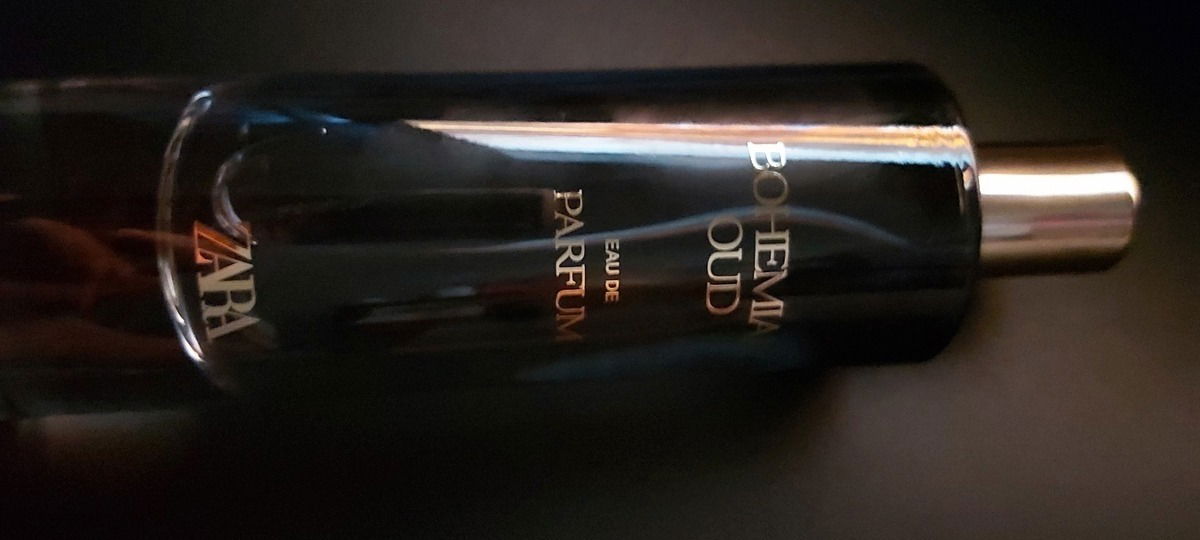 BOHEMIA
OUD
EAU DE
PARFUM
ZARA